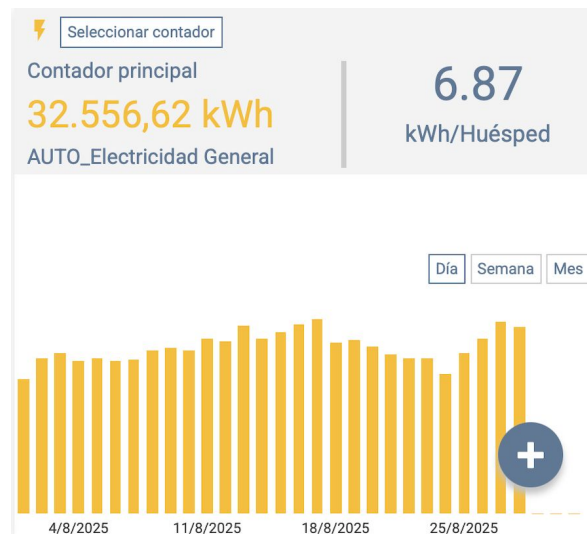 Seleccionar contador
Contador principal
32.556,62 kWh
AUTO_Electricidad General
6.87
kWh/Huésped
Día Semana Mes
4/8/2025 11/8/2025 18/8/2025 25/8/2025